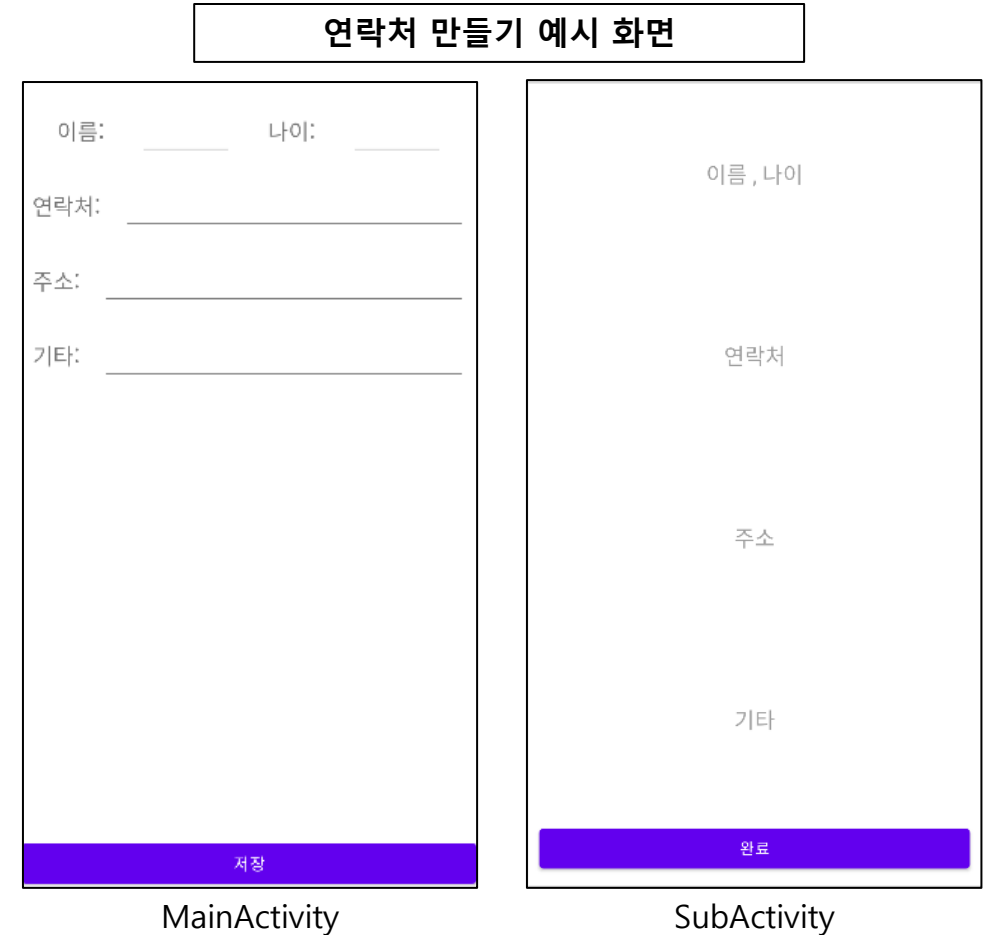 연락처 만들기 예시 화면
이름: 나이:
연락처:
주소:
기타:
저장
MainActivity
이름 , 나이
연락처
주소
기타
완료
SubActivity